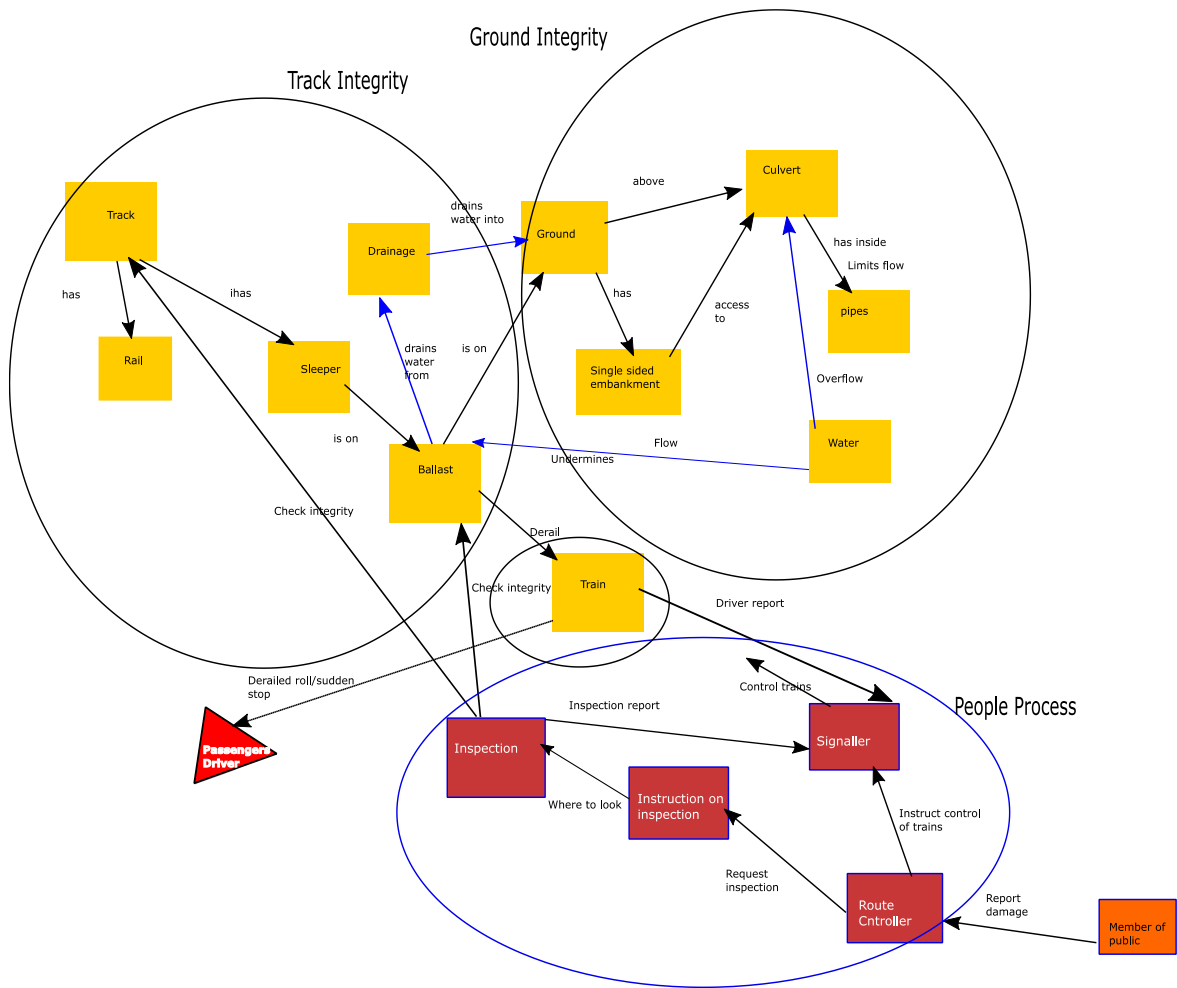 Ground Integrity
Track Integrity
Culvert
above
Track
drains
water into
Ground
Drainage
has inside
Limits flow
has
ihas
has
access
to
pipes
drains
water
from
is on
Rail
Sleeper
Single sided
embankment
Overflow
is on
Flow
Water
Undermines
Ballast
Check integrity
Derail
Train
Check integrity
Driver report
Derailed roll/sudden
stop
Control trains
Inspection report
People Process
Passengers
Driver
Inspection
Signaller
Where to look
Instruction on
inspection
Instruct control
of trains
Request
inspection
Route
Cntroller
Report
damage
Member of
public